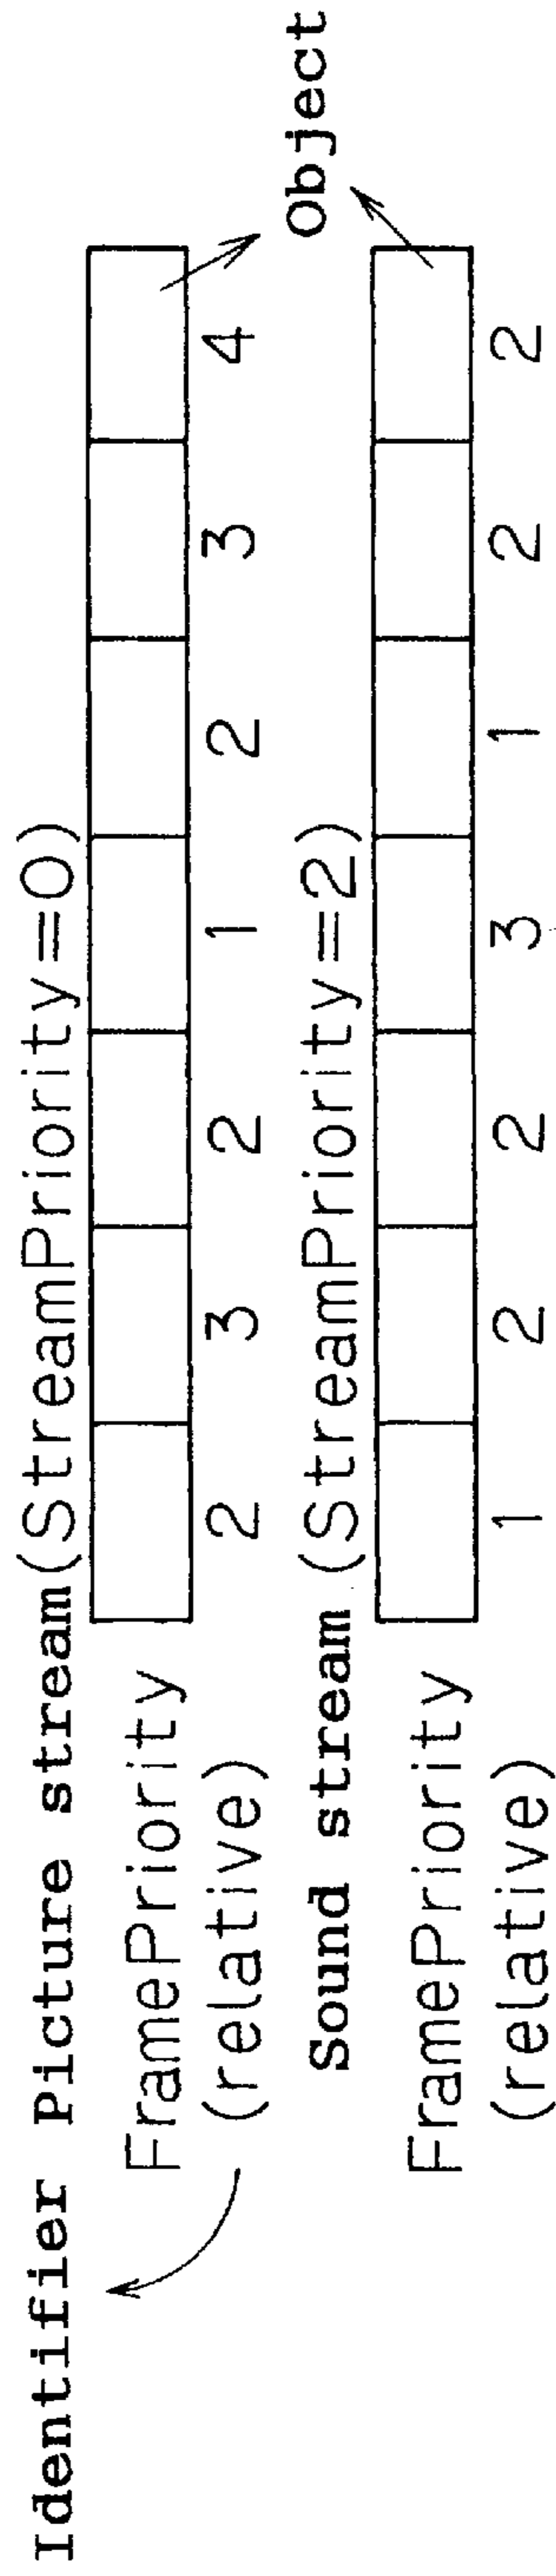 Identifier Picture stream(StreamPriority=0)
FramePriority
(relative)
2 3 2 1 2 3 4
Object
Sound stream (StreamPriority=2)
FramePriority
(relative)
1 2 2 3 1 2 2